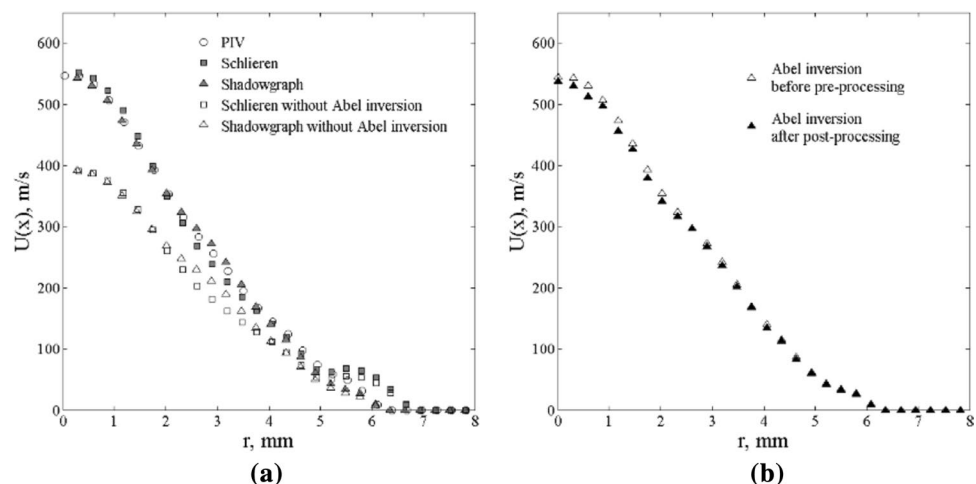 600
500
400
300
200
100
0
U(x), m/s
PIV
Schlieren
Shadowgraph
Schlieren without Abel inversion
Shadowgraph without Abel inversion
0 1 2 3 4 5 6 7 8
r, mm
(a)
600
500
400
300
200
100
0
U(x), m/s
Abel inversion
before pre-processing
Abel inversion
after post-processing
0 1 2 3 4 5 6 7 8
r, mm
(b)